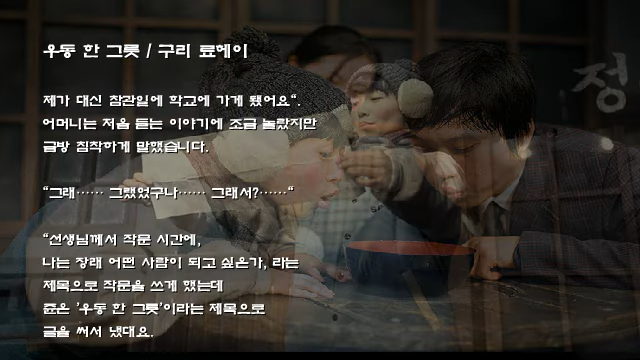 우동 한 그릇 / 구리 료헤이
제가 대신 참관일에 학교에 가게 됐어요“.
어머니는 처음 듣는 이야기에 조금 놀랐지만
금방 침착하게 말했습니다.
“그래…… 그랬었구나…… 그래서?……“
“선생님께서 작문 시간에,
나는 장래 어떤 사람이 되고 싶은가, 라는
제목으로 작문을 쓰게 했는데
쥰은 '우동 한 그릇'이라는 제목으로
글을 써서 냈대요.
정